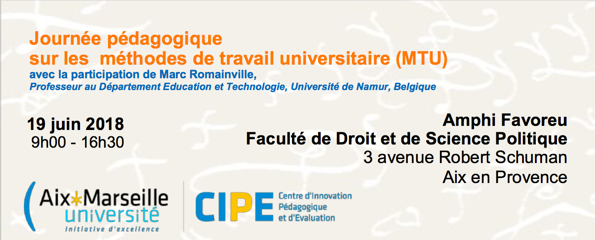 Journée pédagogique
sur les méthodes de travail universitaire (MTU)
avec la participation de Marc Romainville,
Professeur au Département Education et Technologie, Université de Namur, Belgique
19 juin 2018
9h00 - 16h30
Amphi Favoreu
Faculté de Droit et de Science Politique
3 avenue Robert Schuman
Aix en Provence
Aix Marseille
université
Initiative d'excellence
CIPE
Centre d'Innovation
Pédagogique
et d'Evaluation